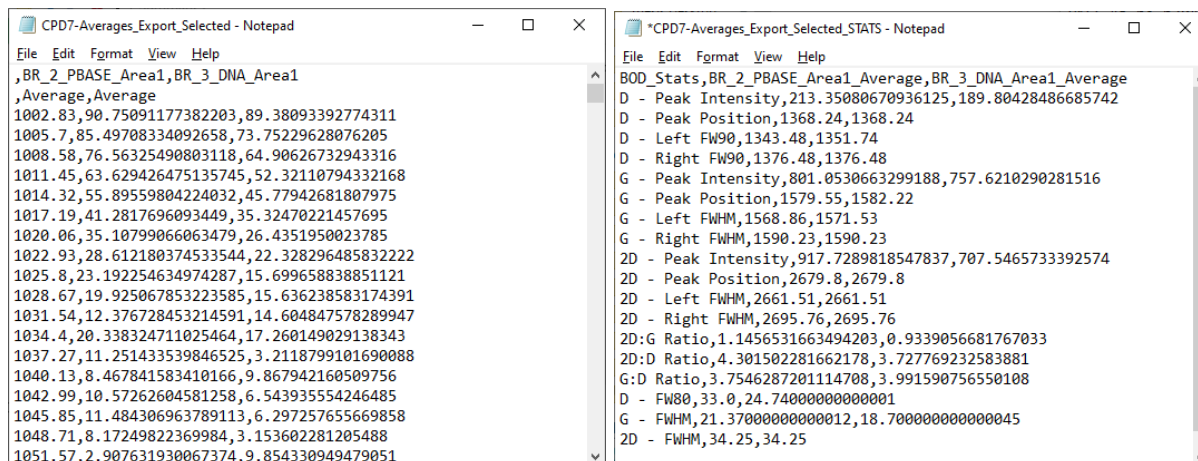 CPD7-Averages_Export_Selected - Notepad
File Edit Format View Help
,BR_2_PBASE_Area1,BR_3_DNA_Area1
,Average,Average
1002.83,90.75091177382203,89.38093392774311
1005.7,85.49708334092658,73.75229628076205
1008.58,76.56325490803118,64.90626732943316
1011.45,63.629426475135745,52.32110794332168
1014.32,55.89559804224032,45.779426818079​75
1017.19,41.2817696093449,35.32470221457695
1020.06,35.10799066063479,26.4351950023785
1022.93,28.612180374533544,22.328296485832222
1025.8,23.192254634974287,15.699658838851121
1028.67,19.925067853223585,15.636238583174391
1031.54,12.376728453214591,14.604847578289947
1034.4,20.338324711025464,17.260149029138343
1037.27,11.251433539846525,3.2118799101690088
1040.13,8.467841583410166,9.867942160509756
1042.99,10.57262604581258,6.543935554246485
1045.85,11.484306963789113,6.297257655669858
1048.71,8.17249822369984,3.153602281205488
1051.57,2.907631930067374,9.854330949479051
*CPD7-Averages_Export_Selected_STATS - Notepad
File Edit Format View Help
BOD_Stats,BR_2_PBASE_Area1_Average,BR_3_DNA_Area1_Average
D - Peak Intensity,213.35080670936125,189.80428486685742
D - Peak Position,1368.24,1368.24
D - Left FW90,1343.48,1351.74
D - Right FW90,1376.48,1376.48
G - Peak Intensity,801.0530663299188,757.6210290281516
G - Peak Position,1579.55,1582.22
G - Left FWHM,1568.86,1571.53
G - Right FWHM,1590.23,1590.23
2D - Peak Intensity,917.7289818547837,707.5465733392574
2D - Peak Position,2679.8,2679.8
2D - Left FWHM,2661.51,2661.51
2D - Right FWHM,2695.76,2695.76
2D:G Ratio,1.1456531663494203,0.9339056681767033
2D:D Ratio,4.301502281662178,3.727769232583881
G:D Ratio,3.7546287201114708,3.991590756550108
D - FW80,33.0,24.74000000000001
G - FWHM,21.37000000000012,18.700000000000045
2D - FWHM,34.25,34.25